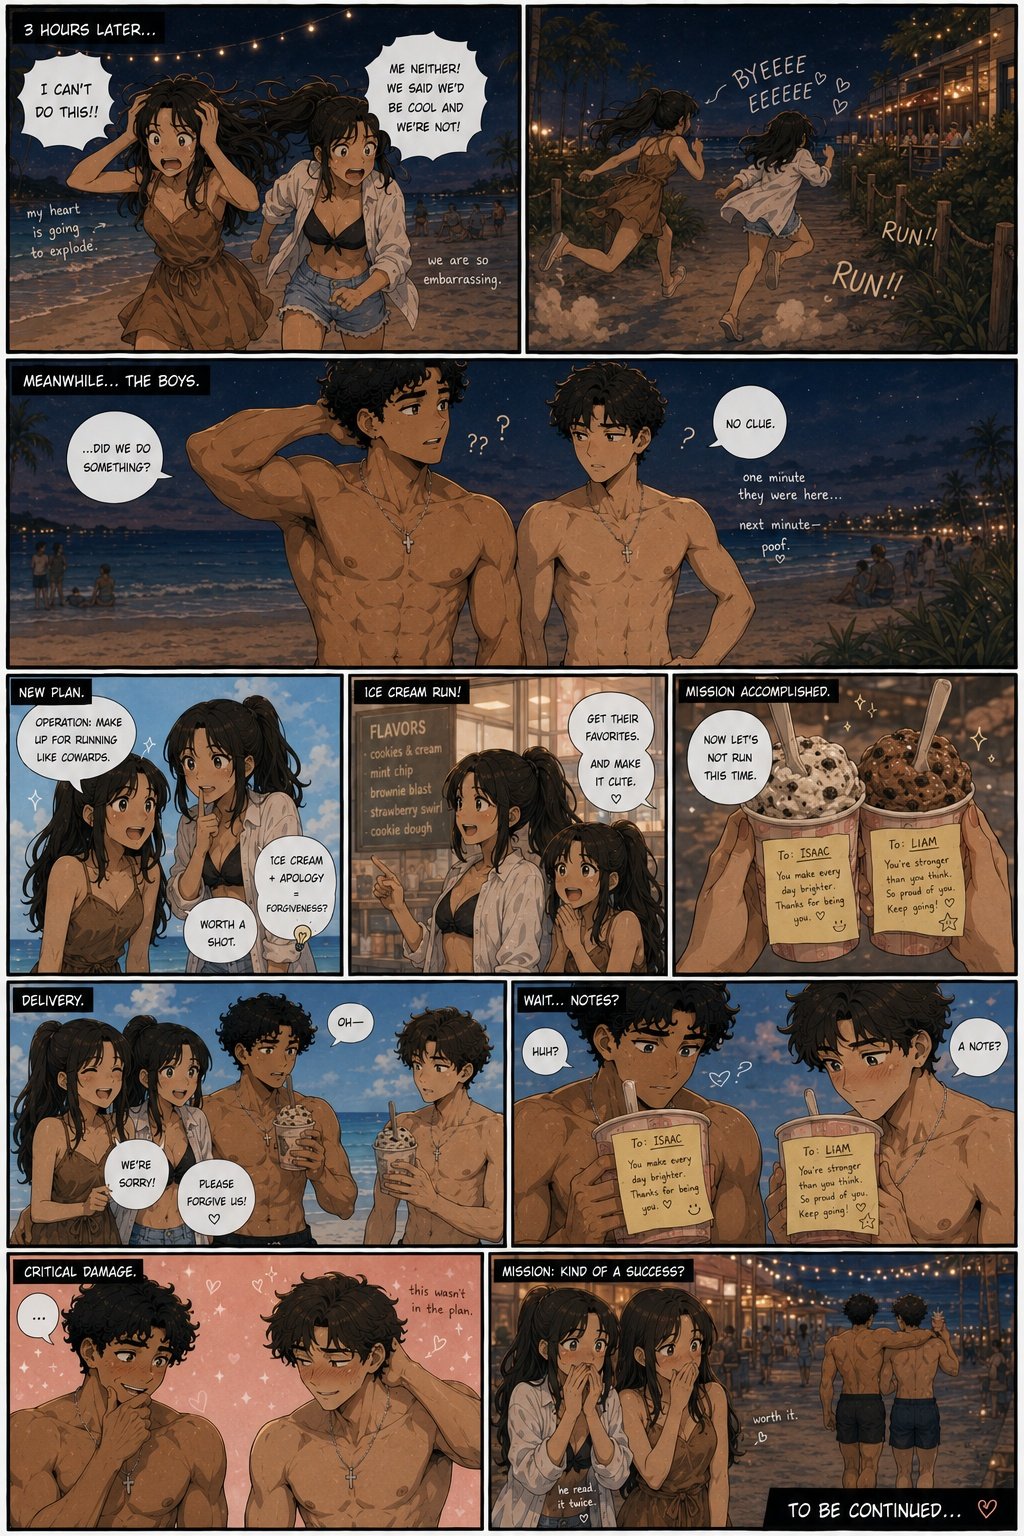 3 HOURS LATER...
I CAN'T
DO THIS!!
ME NEITHER!
WE SAID WE'D
BE COOL AND
WE'RE NOT!
my heart
is going
to explode.
we are so
embarrassing.
BYEEEE
EEEEEE
RUN!!
RUN!!
MEANWHILE... THE BOYS.
...DID WE DO
SOMETHING?
??
?
?
NO CLUE.
one minute
they were here...
next minute—
poof.
♡
NEW PLAN.
OPERATION: MAKE
UP FOR RUNNING
LIKE COWARDS.
WORTH A
SHOT.
ICE CREAM
+ APOLOGY
=
FORGIVENESS?
ICE CREAM RUN!
FLAVORS
· cookies & cream
· mint chip
· brownie blast
· strawberry swirl
· cookie dough
GET THEIR
FAVORITES.
AND MAKE
IT CUTE.
♡
MISSION ACCOMPLISHED.
NOW LET'S
NOT RUN
THIS TIME.
To: ISAAC
You make every
day brighter.
Thanks for being
you. ♡
To: LIAM
You're stronger
than you think.
So proud of you.
Keep going! ♡
DELIVERY.
OH—
WE'RE
SORRY!
PLEASE
FORGIVE US!
♡
WAIT... NOTES?
HUH?
♡?
A NOTE?
To: ISAAC
You make every
day brighter.
Thanks for being
you. ♡
To: LIAM
You're stronger
than you think.
So proud of you.
Keep going! ♡
CRITICAL DAMAGE.
...
this wasn't
in the plan.
MISSION: KIND OF A SUCCESS?
he read
it twice.
♡
worth it.
♡
TO BE CONTINUED... ♡